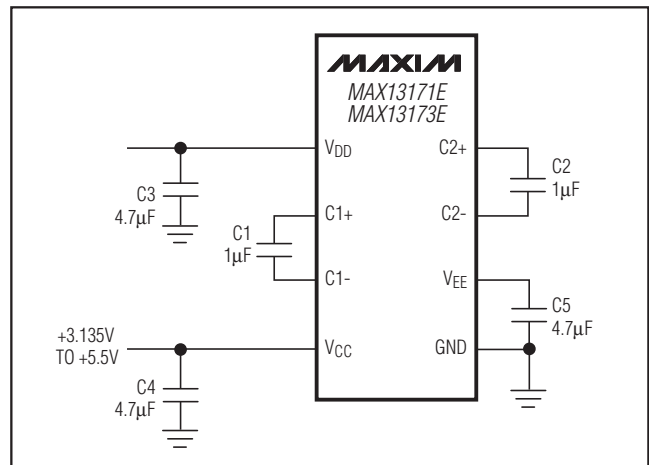 MAXIM
MAX13171E
MAX13173E
VDD
C2+
C3
4.7µF
C2
1µF
C1+
C2-
C1
1µF
C1-
VEE
C5
4.7µF
+3.135V
TO +5.5V
VCC
GND
C4
4.7µF